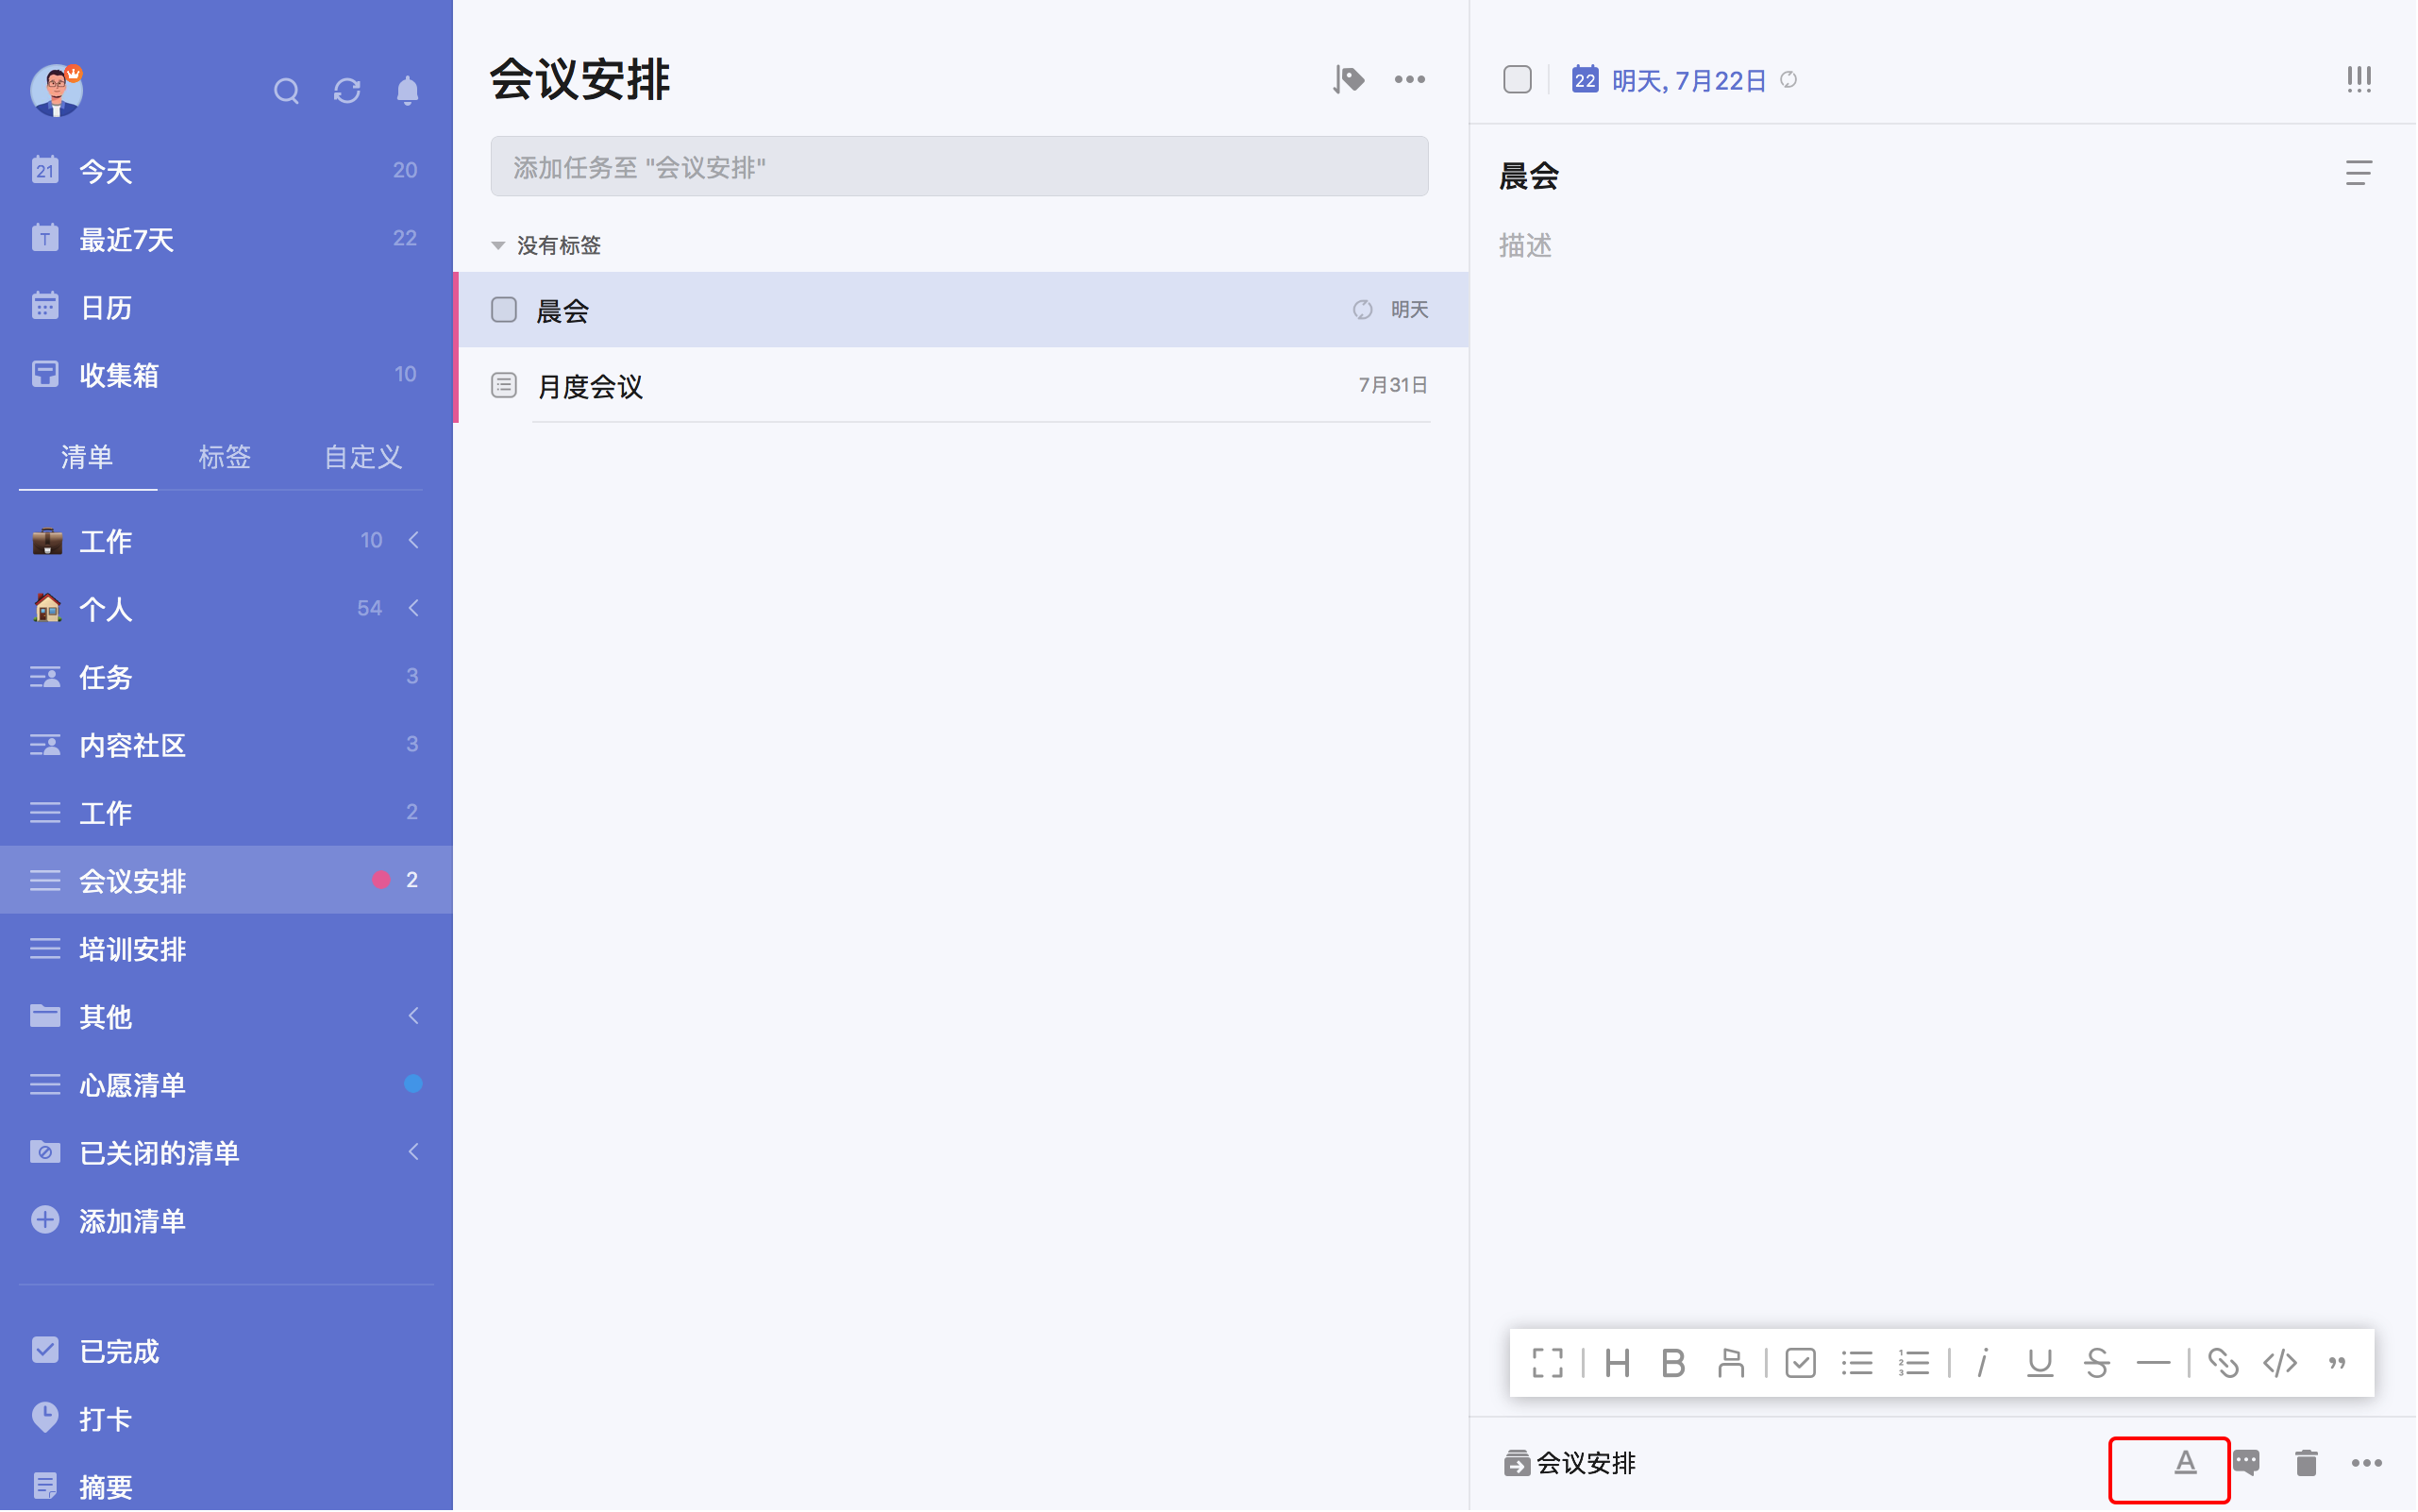 21 今天 20
T 最近7天 22
日历
收集箱 10
清单 标签 自定义
工作 10
个人 54
任务 3
内容社区 3
工作 2
会议安排 2
培训安排
其他
心愿清单
已关闭的清单
添加清单
已完成
打卡
摘要
会议安排
添加任务至 "会议安排"
没有标签
晨会 明天
月度会议 7月31日
22 明天, 7月22日
晨会
描述
H B 1 2 3 i U S </> ”
会议安排 A